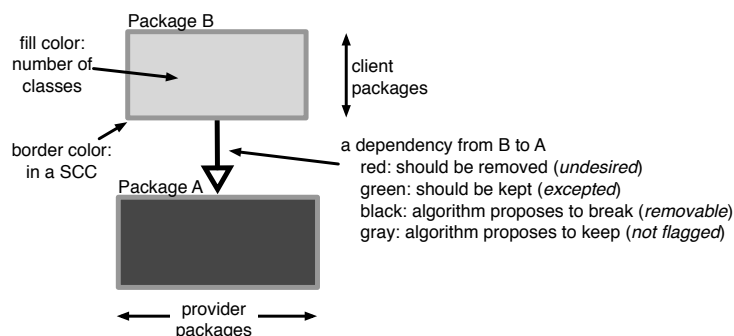 Package B
fill color:
number of
classes
client
packages
border color:
in a SCC
a dependency from B to A
red: should be removed (undesired)
green: should be kept (excepted)
black: algorithm proposes to break (removable)
gray: algorithm proposes to keep (not flagged)
Package A
provider
packages